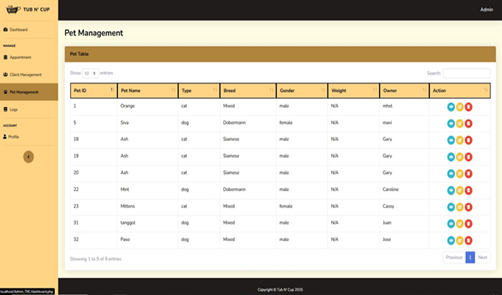 TUB N' CUP
Admin
Dashboard
MANAGE
Appointment
Client Management
Pet Management
Logs
ACCOUNT
Profile
Pet Management
Pet Table
Show 10 entries
Search:
Pet ID Pet Name Type Breed Gender Weight Owner Action
1 Orange cat Mixed male N/A mhel
5 Siva dog Dobermann female N/A mavi
18 Ash cat Siamese male N/A Gary
19 Ash cat Siamese male N/A Gary
20 Ash cat Siamese male N/A Gary
22 Mint dog Dobermann male N/A Caroline
23 Mittens cat Mixed female N/A Cassy
31 tanggol dog Mixed male N/A Juan
32 Paso dog Mixed male N/A Jose
Showing 1 to 9 of 9 entries
Previous 1 Next
Copyright © Tub N' Cup 2025